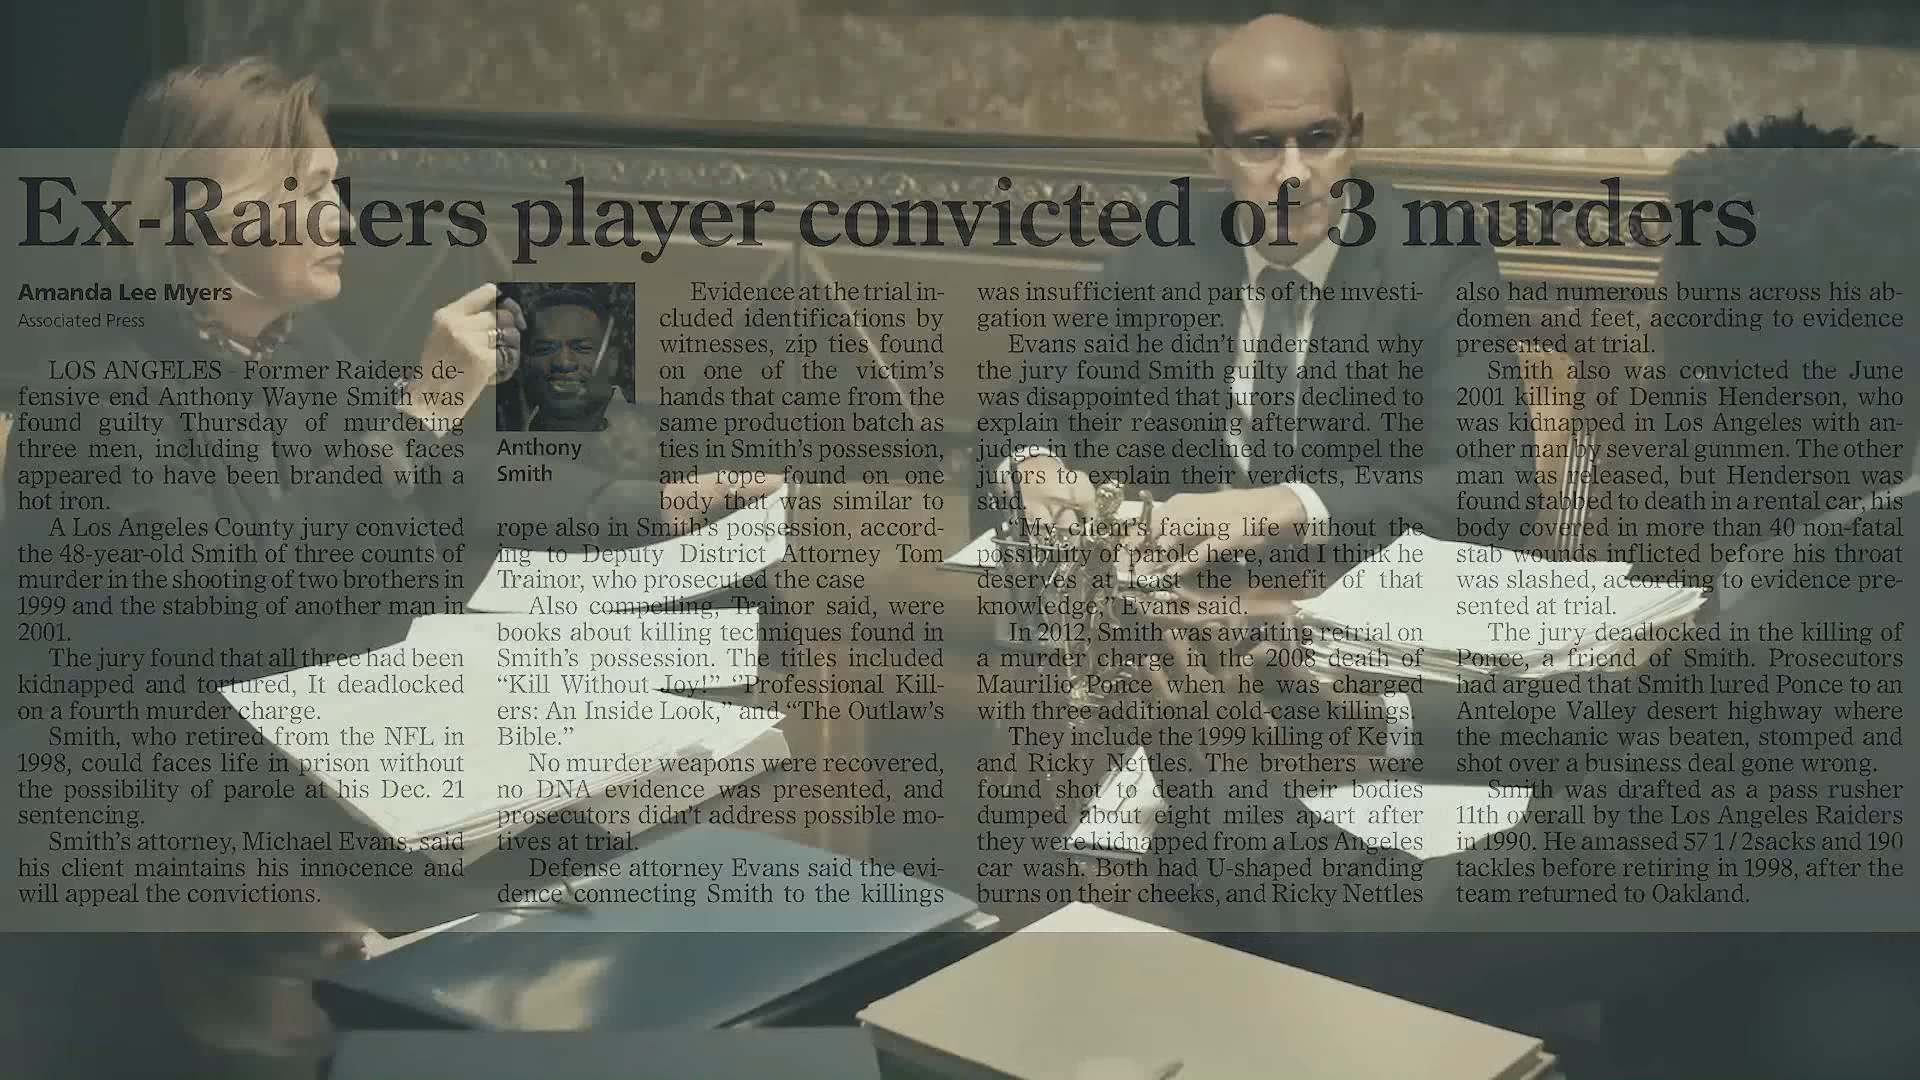 Ex-Raiders player convicted of 3 murders
Amanda Lee Myers
Associated Press
LOS ANGELES - Former Raiders de-
fensive end Anthony Wayne Smith was
found guilty Thursday of murdering
three men, including two whose faces
appeared to have been branded with a
hot iron.
A Los Angeles County jury convicted
the 48-year-old Smith of three counts of
murder in the shooting of two brothers in
1999 and the stabbing of another man in
2001.
The jury found that all three had been
kidnapped and tortured, It deadlocked
on a fourth murder charge.
Smith, who retired from the NFL in
1998, could faces life in prison without
the possibility of parole at his Dec. 21
sentencing.
Smith's attorney, Michael Evans, said
his client maintains his innocence and
will appeal the convictions.
Anthony
Smith
Evidence at the trial in-
cluded identifications by
witnesses, zip ties found
on one of the victim's
hands that came from the
same production batch as
ties in Smith's possession,
and rope found on one
body that was similar to
rope also in Smith's possession, accord-
ing to Deputy District Attorney Tom
Trainor, who prosecuted the case
Also compelling, Trainor said, were
books about killing techniques found in
Smith's possession. The titles included
"Kill Without Joy!" "Professional Kill-
ers: An Inside Look," and "The Outlaw's
Bible."
No murder weapons were recovered,
no DNA evidence was presented, and
prosecutors didn't address possible mo-
tives at trial.
Defense attorney Evans said the evi-
dence connecting Smith to the killings
was insufficient and parts of the investi-
gation were improper.
Evans said he didn't understand why
the jury found Smith guilty and that he
was disappointed that jurors declined to
explain their reasoning afterward. The
judge in the case declined to compel the
jurors to explain their verdicts, Evans
said.
"My client's facing life without the
possibility of parole here, and I think he
deserves at least the benefit of that
knowledge," Evans said.
In 2012, Smith was awaiting retrial on
a murder charge in the 2008 death of
Maurilio Ponce when he was charged
with three additional cold-case killings.
They include the 1999 killing of Kevin
and Ricky Nettles. The brothers were
found shot to death and their bodies
dumped about eight miles apart after
they were kidnapped from a Los Angeles
car wash. Both had U-shaped branding
burns on their cheeks, and Ricky Nettles
also had numerous burns across his ab-
domen and feet, according to evidence
presented at trial.
Smith also was convicted the June
2001 killing of Dennis Henderson, who
was kidnapped in Los Angeles with an-
other man by several gunmen. The other
man was released, but Henderson was
found stabbed to death in a rental car, his
body covered in more than 40 non-fatal
stab wounds inflicted before his throat
was slashed, according to evidence pre-
sented at trial.
The jury deadlocked in the killing of
Ponce, a friend of Smith. Prosecutors
had argued that Smith lured Ponce to an
Antelope Valley desert highway where
the mechanic was beaten, stomped and
shot over a business deal gone wrong.
Smith was drafted as a pass rusher
11th overall by the Los Angeles Raiders
in 1990. He amassed 57 1/2sacks and 190
tackles before retiring in 1998, after the
team returned to Oakland.